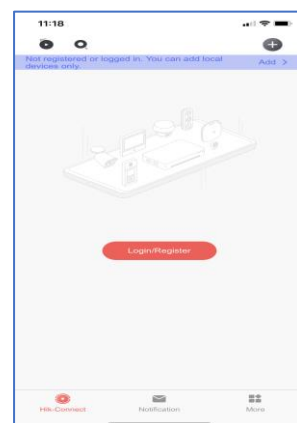 11:18
Not registered or logged in. You can add local
devices only.
Add >
Login/Register
Hik-Connect
Notification
More